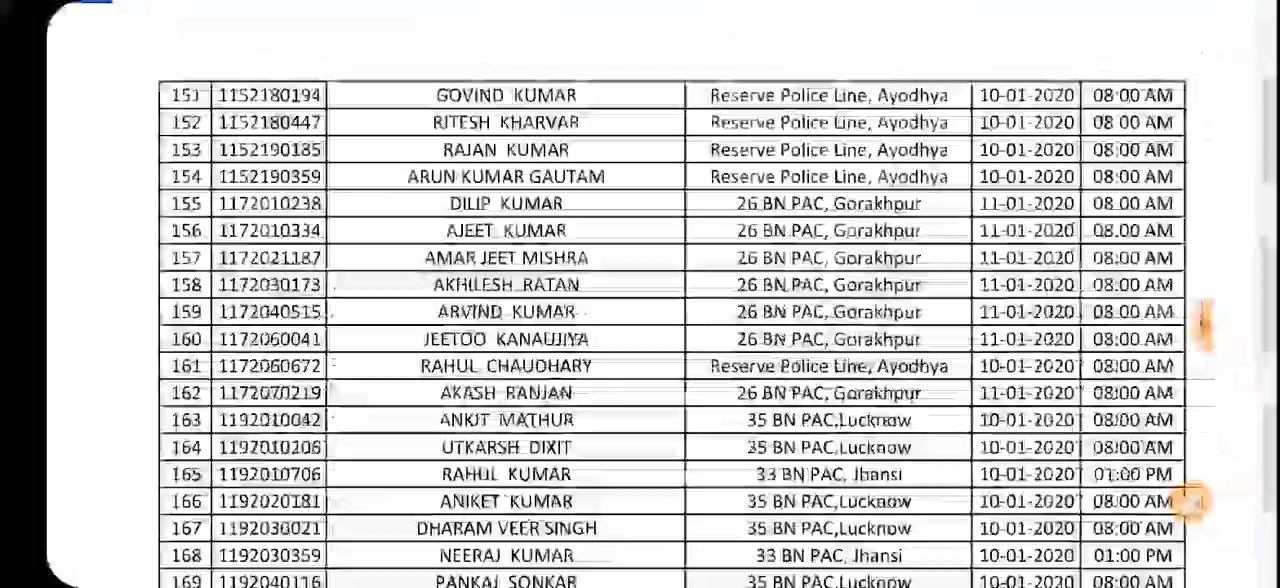 151 1152180194 GOVIND KUMAR Reserve Police Line, Ayodhya 10-01-2020 08:00 AM
152 1152180447 RITESH KHARVAR Reserve Police Line, Ayodhya 10-01-2020 08:00 AM
153 1152190185 RAJAN KUMAR Reserve Police Line, Ayodhya 10-01-2020 08:00 AM
154 1152190359 ARUN KUMAR GAUTAM Reserve Police Line, Ayodhya 10-01-2020 08:00 AM
155 1172010238 DILIP KUMAR 26 BN PAC, Gorakhpur 11-01-2020 08:00 AM
156 1172010334 AJEET KUMAR 26 BN PAC, Gorakhpur 11-01-2020 08:00 AM
157 1172021187 AMAR JEET MISHRA 26 BN PAC, Gorakhpur 11-01-2020 08:00 AM
158 1172030173 AKHILESH RATAN 26 BN PAC, Gorakhpur 11-01-2020 08:00 AM
159 1172040515 ARVIND KUMAR 26 BN PAC, Gorakhpur 11-01-2020 08:00 AM
160 1172060041 JEETOO KANAUJIYA 26 BN PAC, Gorakhpur 11-01-2020 08:00 AM
161 1172060672 RAHUL CHAUDHARY Reserve Police Line, Ayodhya 10-01-2020 08:00 AM
162 1172070219 AKASH RANJAN 26 BN PAC, Gorakhpur 11-01-2020 08:00 AM
163 1192010042 ANKIT MATHUR 35 BN PAC,Lucknow 10-01-2020 08:00 AM
164 1192010206 UTKARSH DIXIT 35 BN PAC,Lucknow 10-01-2020 08:00 AM
165 1192010706 RAHUL KUMAR 33 BN PAC, Jhansi 10-01-2020 01:00 PM
166 1192020181 ANIKET KUMAR 35 BN PAC,Lucknow 10-01-2020 08:00 AM
167 1192030021 DHARAM VEER SINGH 35 BN PAC,Lucknow 10-01-2020 08:00 AM
168 1192030359 NEERAJ KUMAR 33 BN PAC, Jhansi 10-01-2020 01:00 PM
169 1192040116 PANKAJ SONKAR 35 BN PAC,Lucknow 10-01-2020 08:00 AM